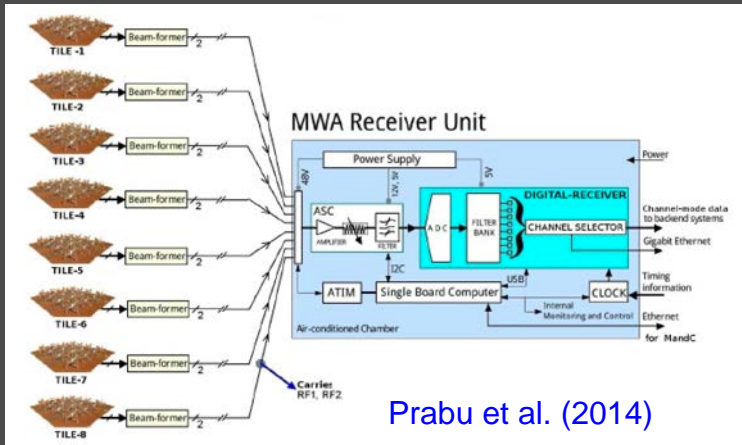 TILE -1
Beam-former
2
TILE-2
Beam-former
2
TILE-3
Beam-former
2
TILE-4
Beam-former
2
TILE-5
Beam-former
2
TILE-6
Beam-former
2
TILE-7
Beam-former
2
TILE-8
Beam-former
2
Carries
RF1, RF2
MWA Receiver Unit
Power Supply
Power
48V
12V, 5V
5V
ASC
AMPLIFIER
FILTER
DIGITAL-RECEIVER
ADC
FILTER
BANK
CHANNEL SELECTOR
Channel-mode data
to backend systems
Gigabit Ethernet
I2C
USB
ATIM
Single Board Computer
CLOCK
Timing
information
Internal
Monitoring and Control
Air-conditioned Chamber
Ethernet
for MandC
Prabu et al. (2014)